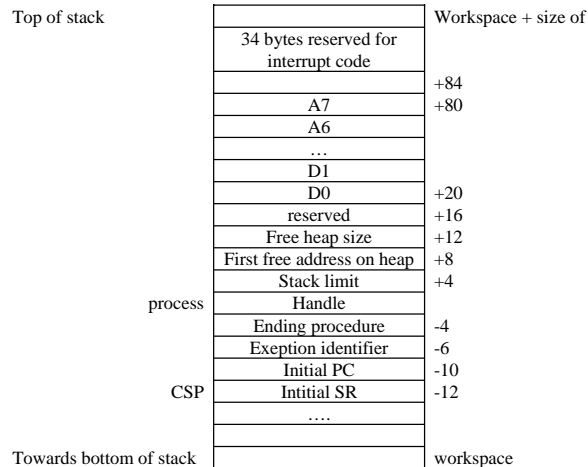 Top of stack Workspace + size of
34 bytes reserved for
interrupt code
+84
A7 +80
A6
…
D1
D0 +20
reserved +16
Free heap size +12
First free address on heap +8
Stack limit +4
process Handle
Ending procedure -4
Exeption identifier -6
Initial PC -10
CSP Intitial SR -12
….
Towards bottom of stack workspace